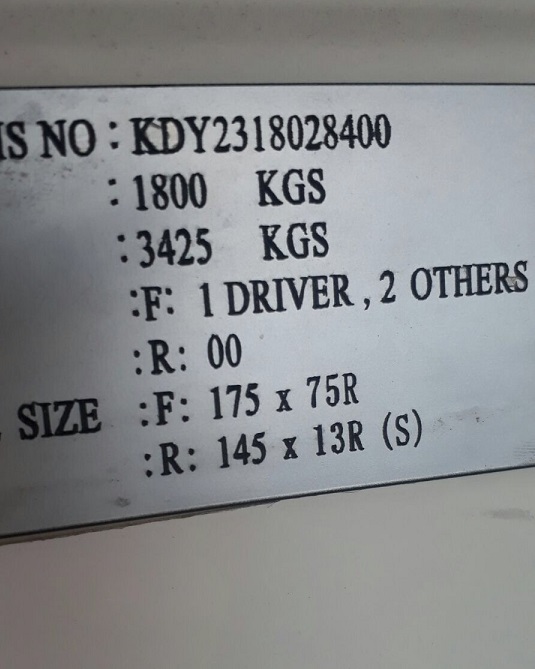 IS NO : KDY2318028400
: 1800 KGS
: 3425 KGS
:F: 1 DRIVER , 2 OTHERS
:R: 00
SIZE :F: 175 x 75R
:R: 145 x 13R (S)